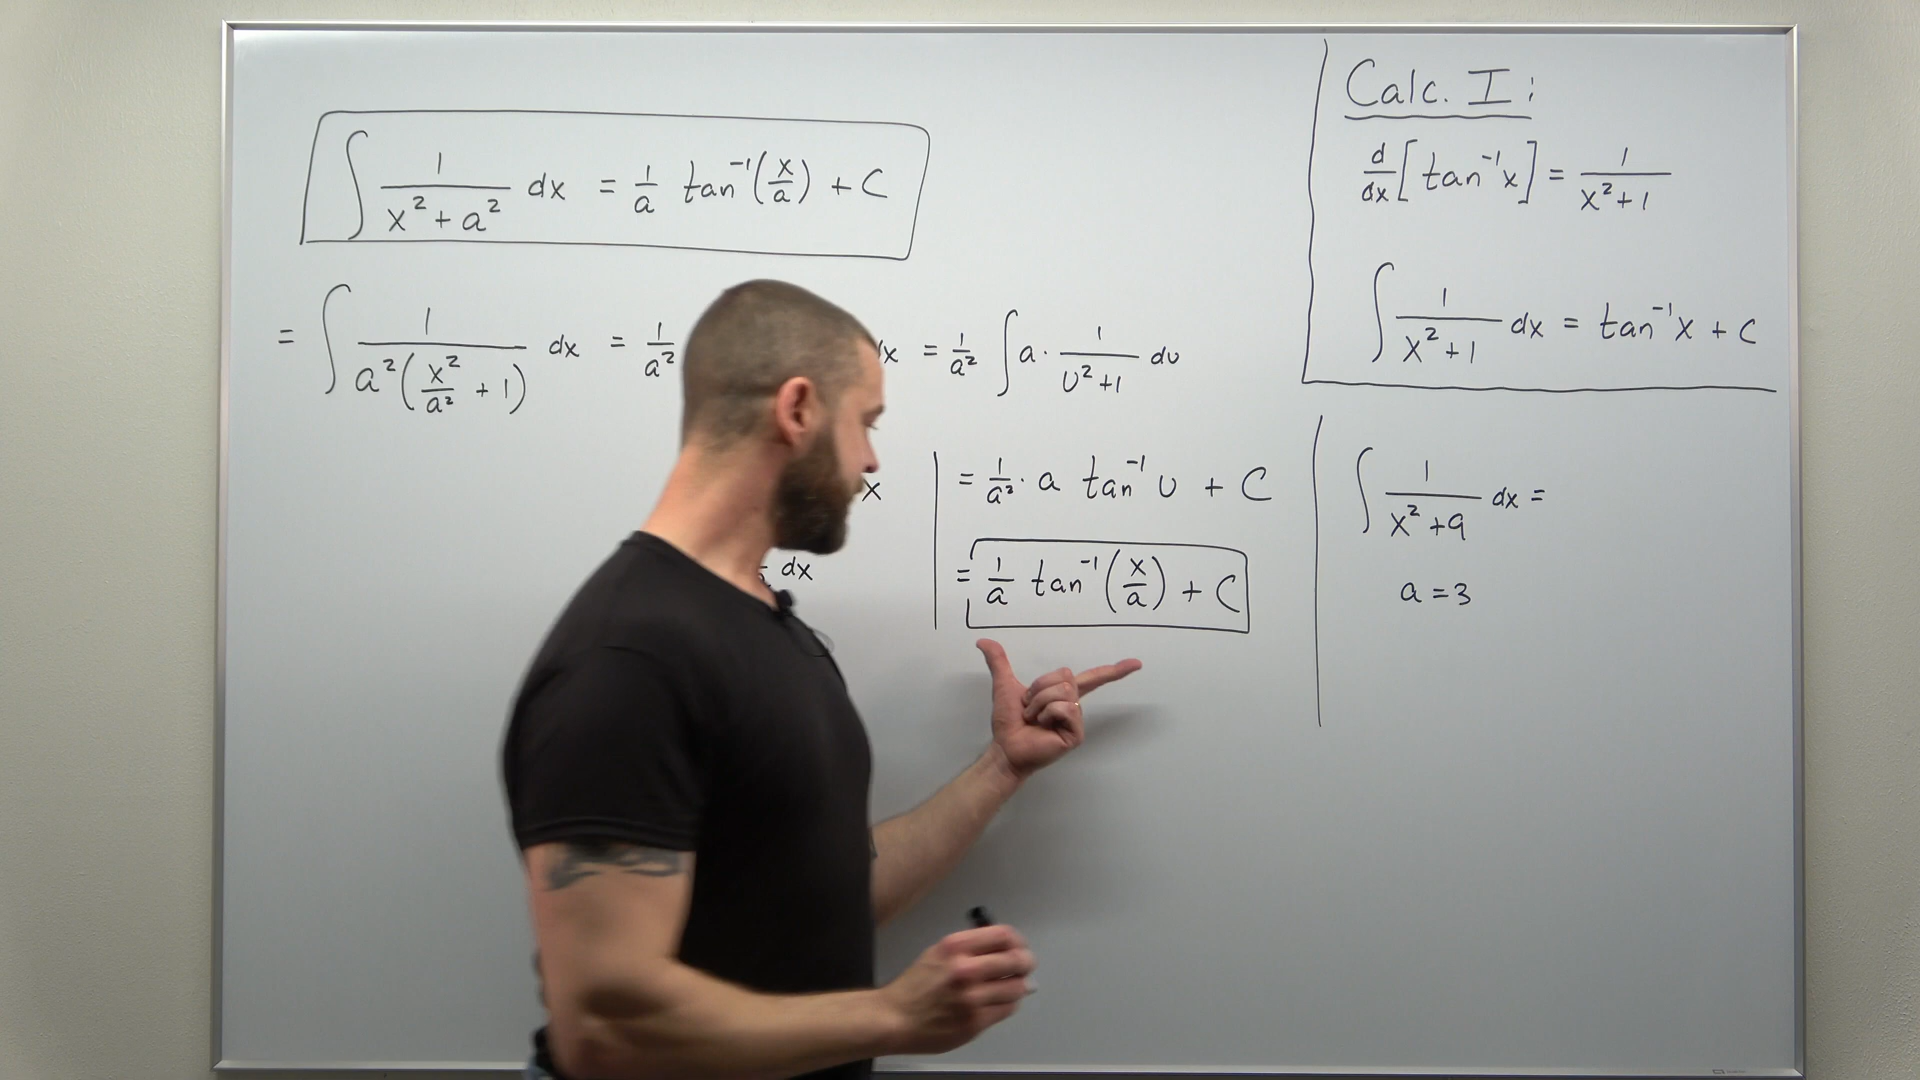 ∫ 1/(x² + a²) dx = 1/a tan⁻¹(x/a) + C
= ∫ 1/(a²(x²/a² + 1)) dx = 1/a² dx = 1/a² ∫ a · 1/(u² + 1) du
x
dx
= 1/a² · a tan⁻¹ u + C
= 1/a tan⁻¹(x/a) + C
Calc. I:
d/dx [tan⁻¹x] = 1/(x² + 1)
∫ 1/(x² + 1) dx = tan⁻¹x + C
∫ 1/(x² + 9) dx =
a = 3